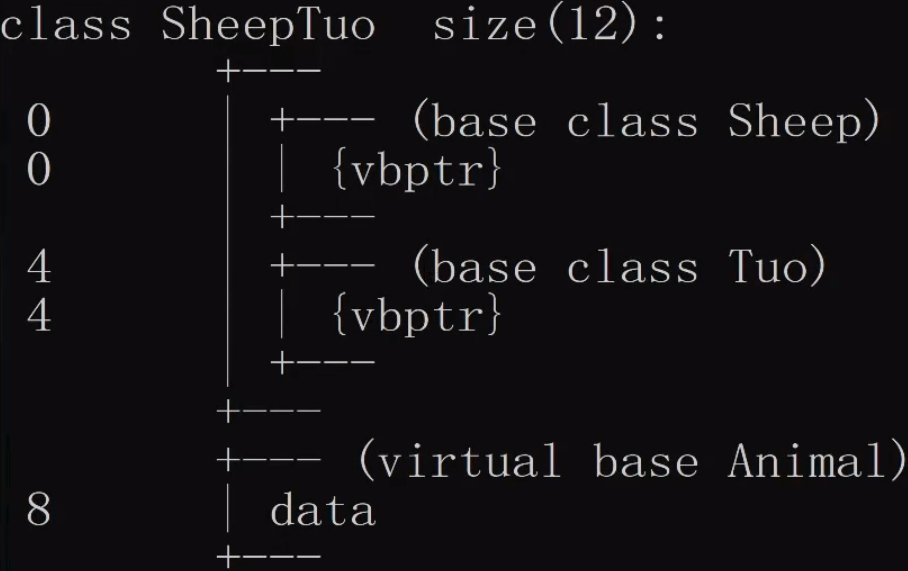 class SheepTuo  size(12):
        +---
0       | +--- (base class Sheep)
0       | | {vbptr}
        | +---
4       | +--- (base class Tuo)
4       | | {vbptr}
        | +---
        +---
        +--- (virtual base Animal)
8       | data
        +---